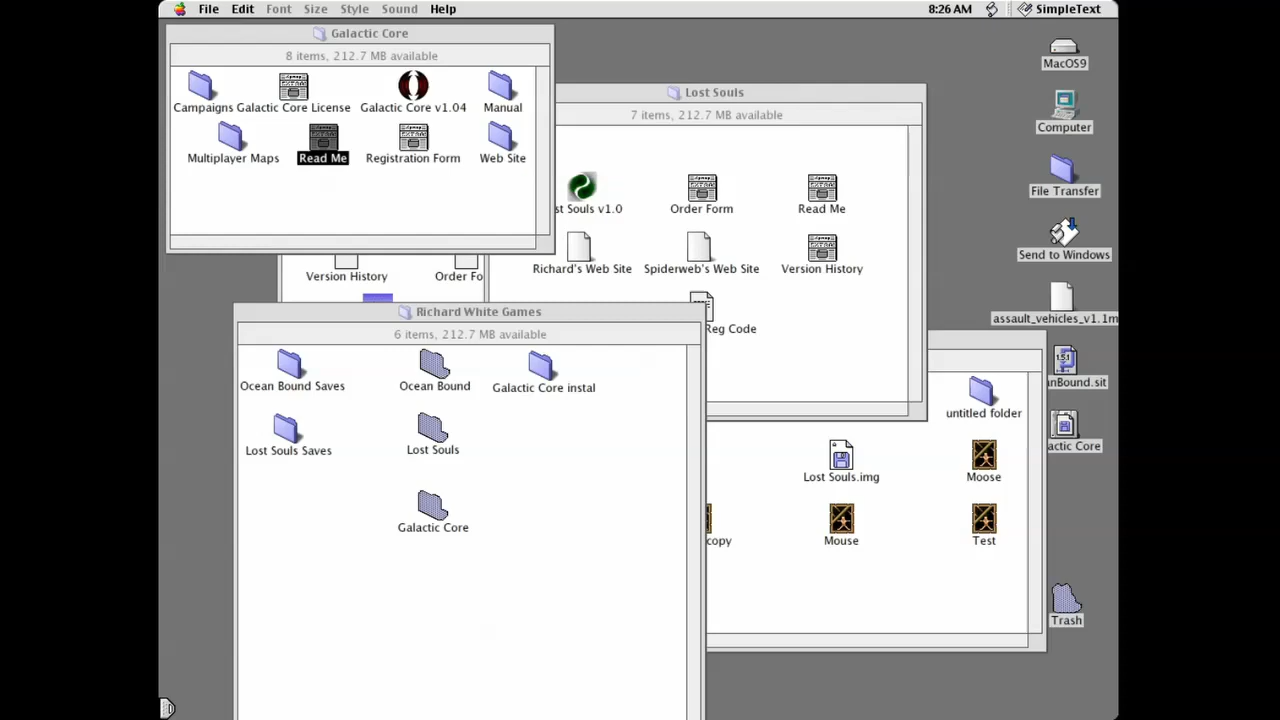 File Edit Font Size Style Sound Help 8:26 AM SimpleText
Galactic Core
8 items, 212.7 MB available
Campaigns Galactic Core License Galactic Core v1.04 Manual
Multiplayer Maps Read Me Registration Form Web Site
Lost Souls
7 items, 212.7 MB available
st Souls v1.0 Order Form Read Me
Richard's Web Site Spiderweb's Web Site Version History
Reg Code
Version History Order Fo
Richard White Games
6 items, 212.7 MB available
Ocean Bound Saves Ocean Bound Galactic Core instal
Lost Souls Saves Lost Souls
Galactic Core
untitled folder
Lost Souls.img Moose
copy Mouse Test
MacOS9
Computer
File Transfer
Send to Windows
assault_vehicles_v1.1m
anBound.sit
actic Core
Trash